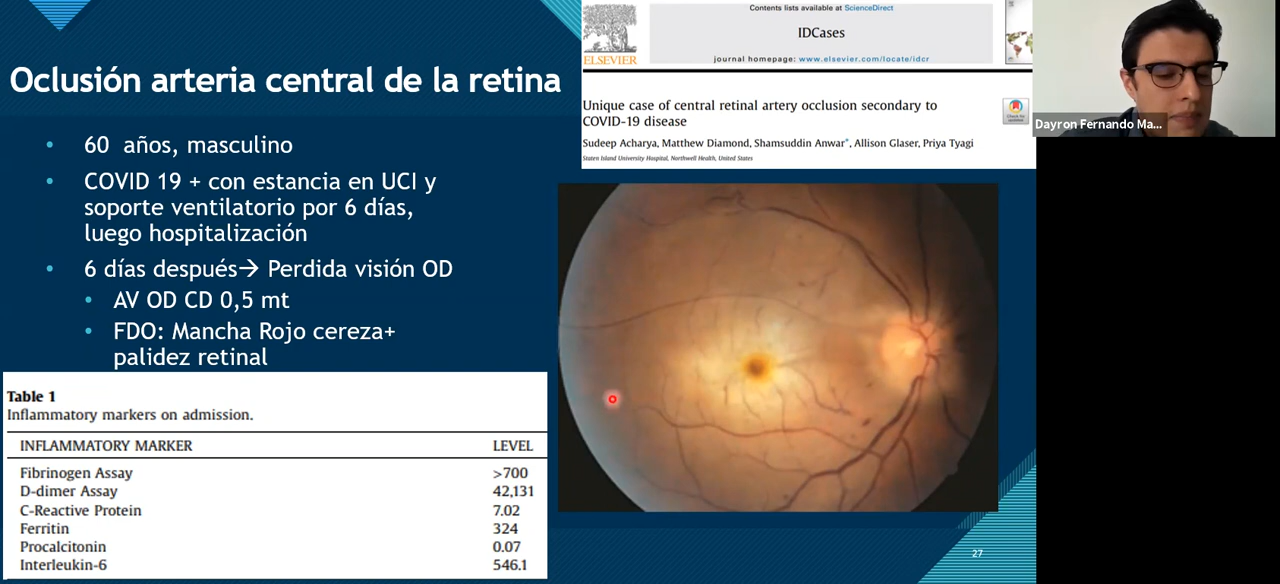 Oclusión arteria central de la retina
• 60 años, masculino
• COVID 19 + con estancia en UCI y
soporte ventilatorio por 6 días,
luego hospitalización
• 6 días después→ Perdida visión OD
• AV OD CD 0,5 mt
• FDO: Mancha Rojo cereza+
palidez retinal
Table 1
Inflammatory markers on admission.
INFLAMMATORY MARKER LEVEL
Fibrinogen Assay >700
D-dimer Assay 42,131
C-Reactive Protein 7.02
Ferritin 324
Procalcitonin 0.07
Interleukin-6 546.1
ELSEVIER
Contents lists available at ScienceDirect
IDCases
journal homepage: www.elsevier.com/locate/idcr
Unique case of central retinal artery occlusion secondary to
COVID-19 disease
Check for
updates
Sudeep Acharya, Matthew Diamond, Shamsuddin Anwar*, Allison Glaser, Priya Tyagi
Staten Island University Hospital, Northwell Health, United States
27
Dayron Fernando Ma...